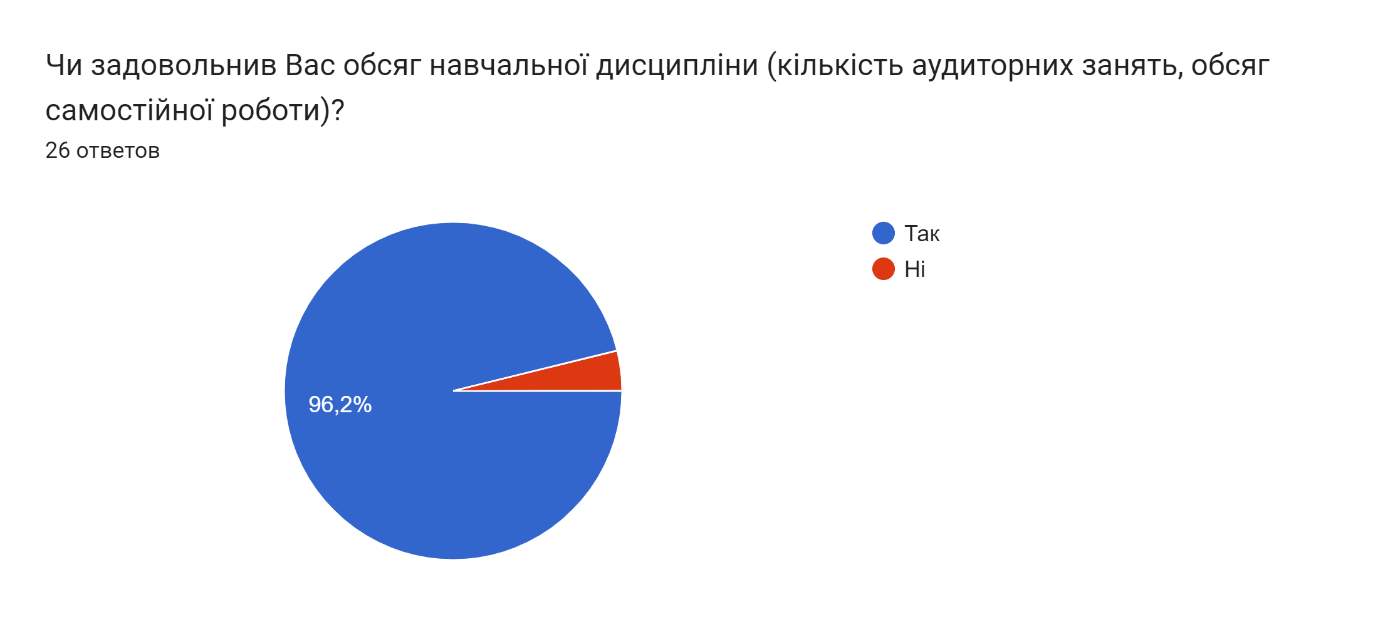 Чи задовольнив Вас обсяг навчальної дисципліни (кількість аудиторних занять, обсяг
самостійної роботи)?
26 ответов
Так
Ні
96,2%